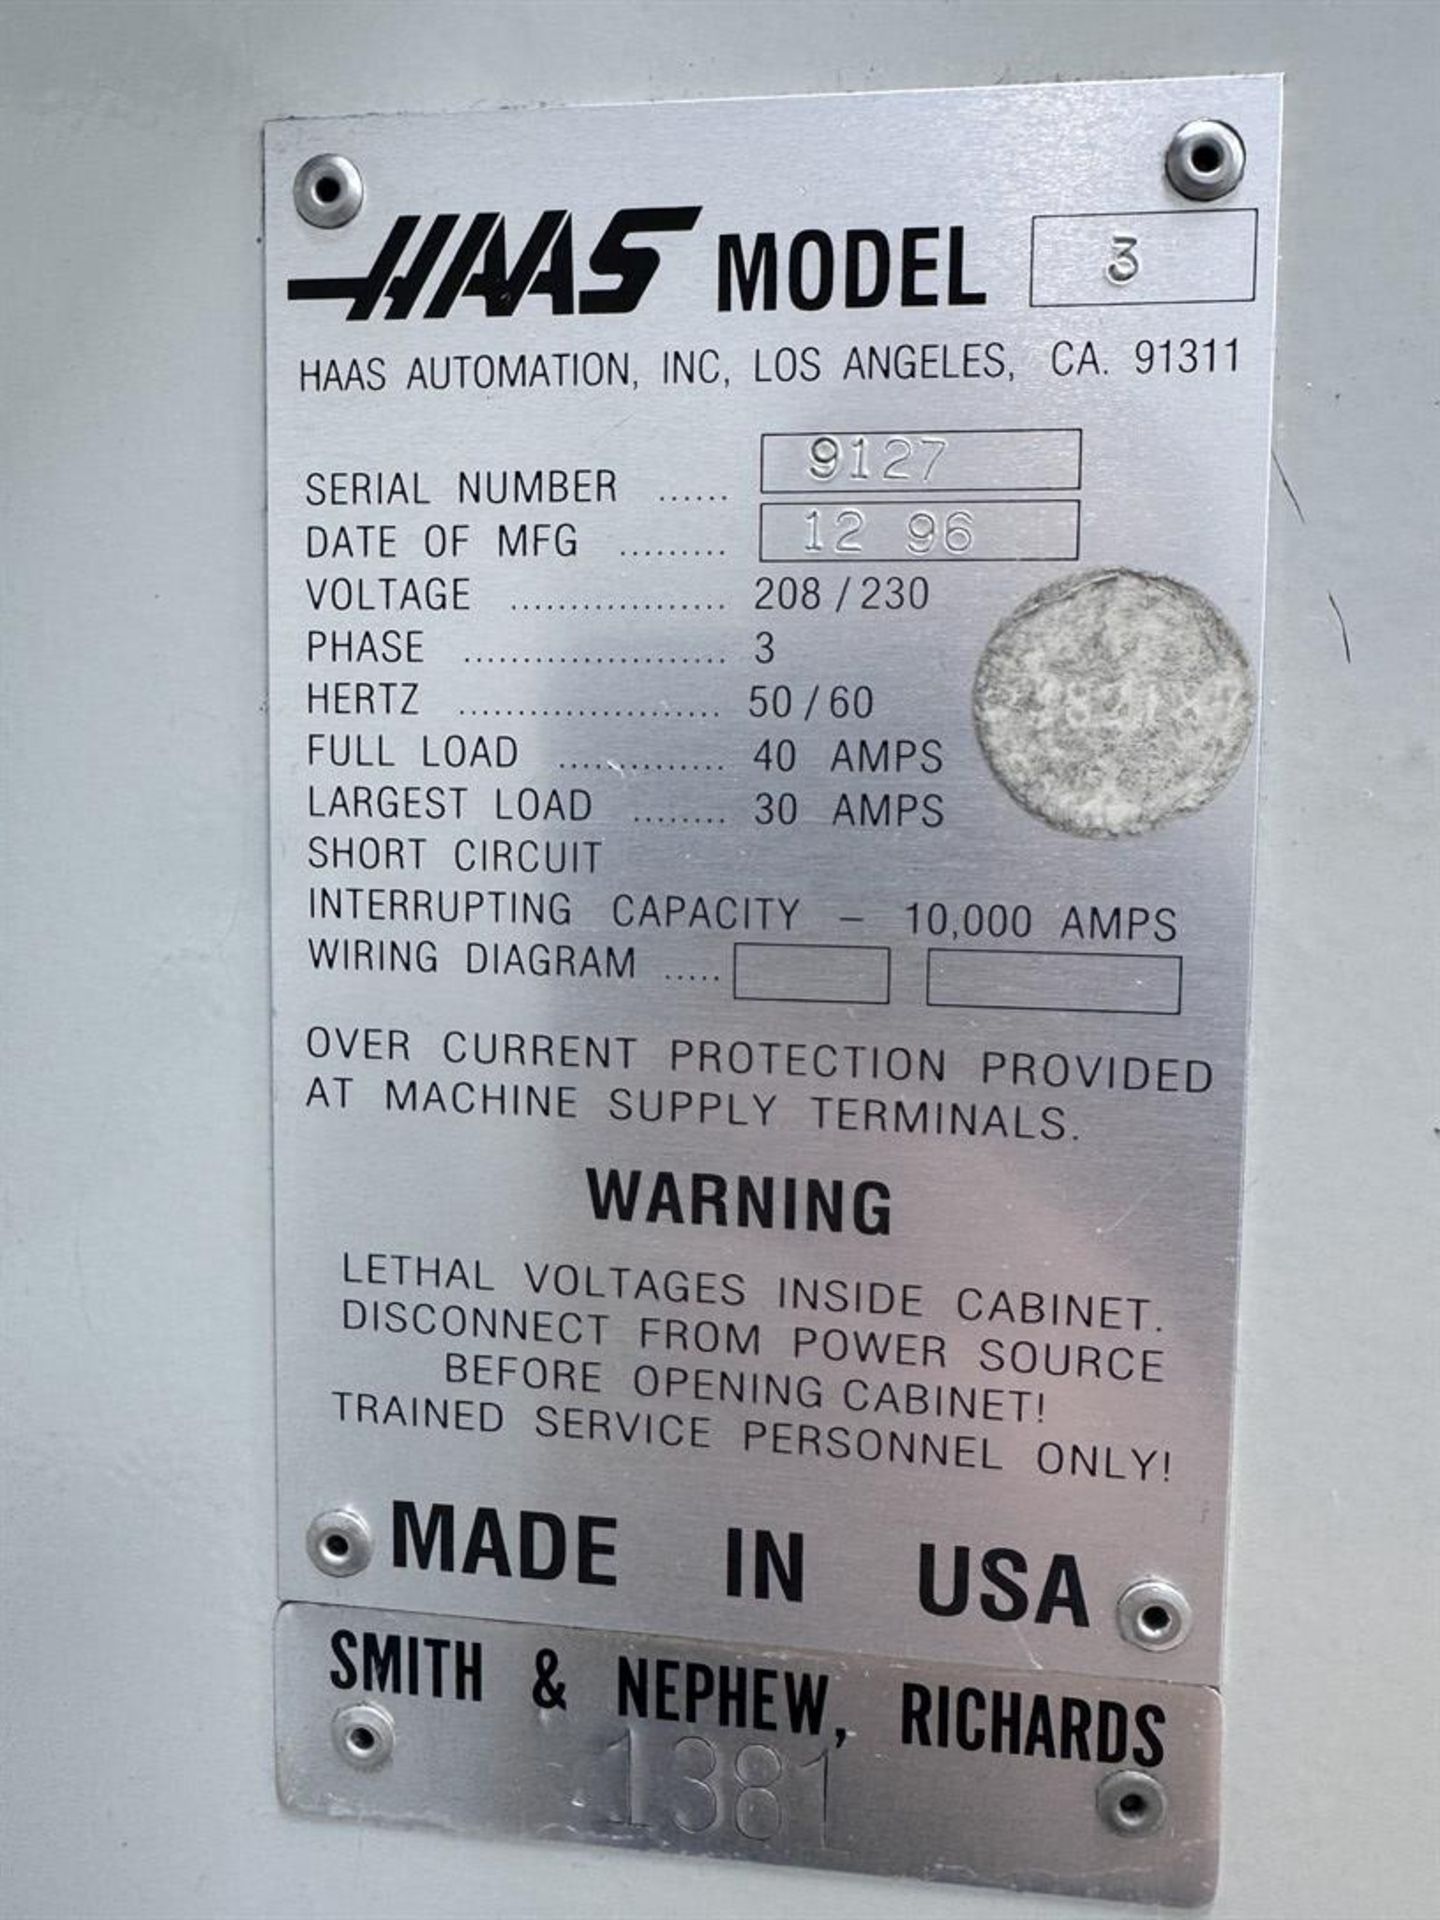 HAAS MODEL 3
HAAS AUTOMATION, INC, LOS ANGELES, CA. 91311
SERIAL NUMBER ...... 9127
DATE OF MFG ......... 12 96
VOLTAGE .................. 208/230
PHASE ...................... 3
HERTZ ...................... 50/60
FULL LOAD .............. 40 AMPS
LARGEST LOAD ........ 30 AMPS
SHORT CIRCUIT
INTERRUPTING CAPACITY – 10,000 AMPS
WIRING DIAGRAM .....
OVER CURRENT PROTECTION PROVIDED
AT MACHINE SUPPLY TERMINALS.
WARNING
LETHAL VOLTAGES INSIDE CABINET.
DISCONNECT FROM POWER SOURCE
BEFORE OPENING CABINET!
TRAINED SERVICE PERSONNEL ONLY!
MADE IN USA
SMITH & NEPHEW, RICHARDS
1381